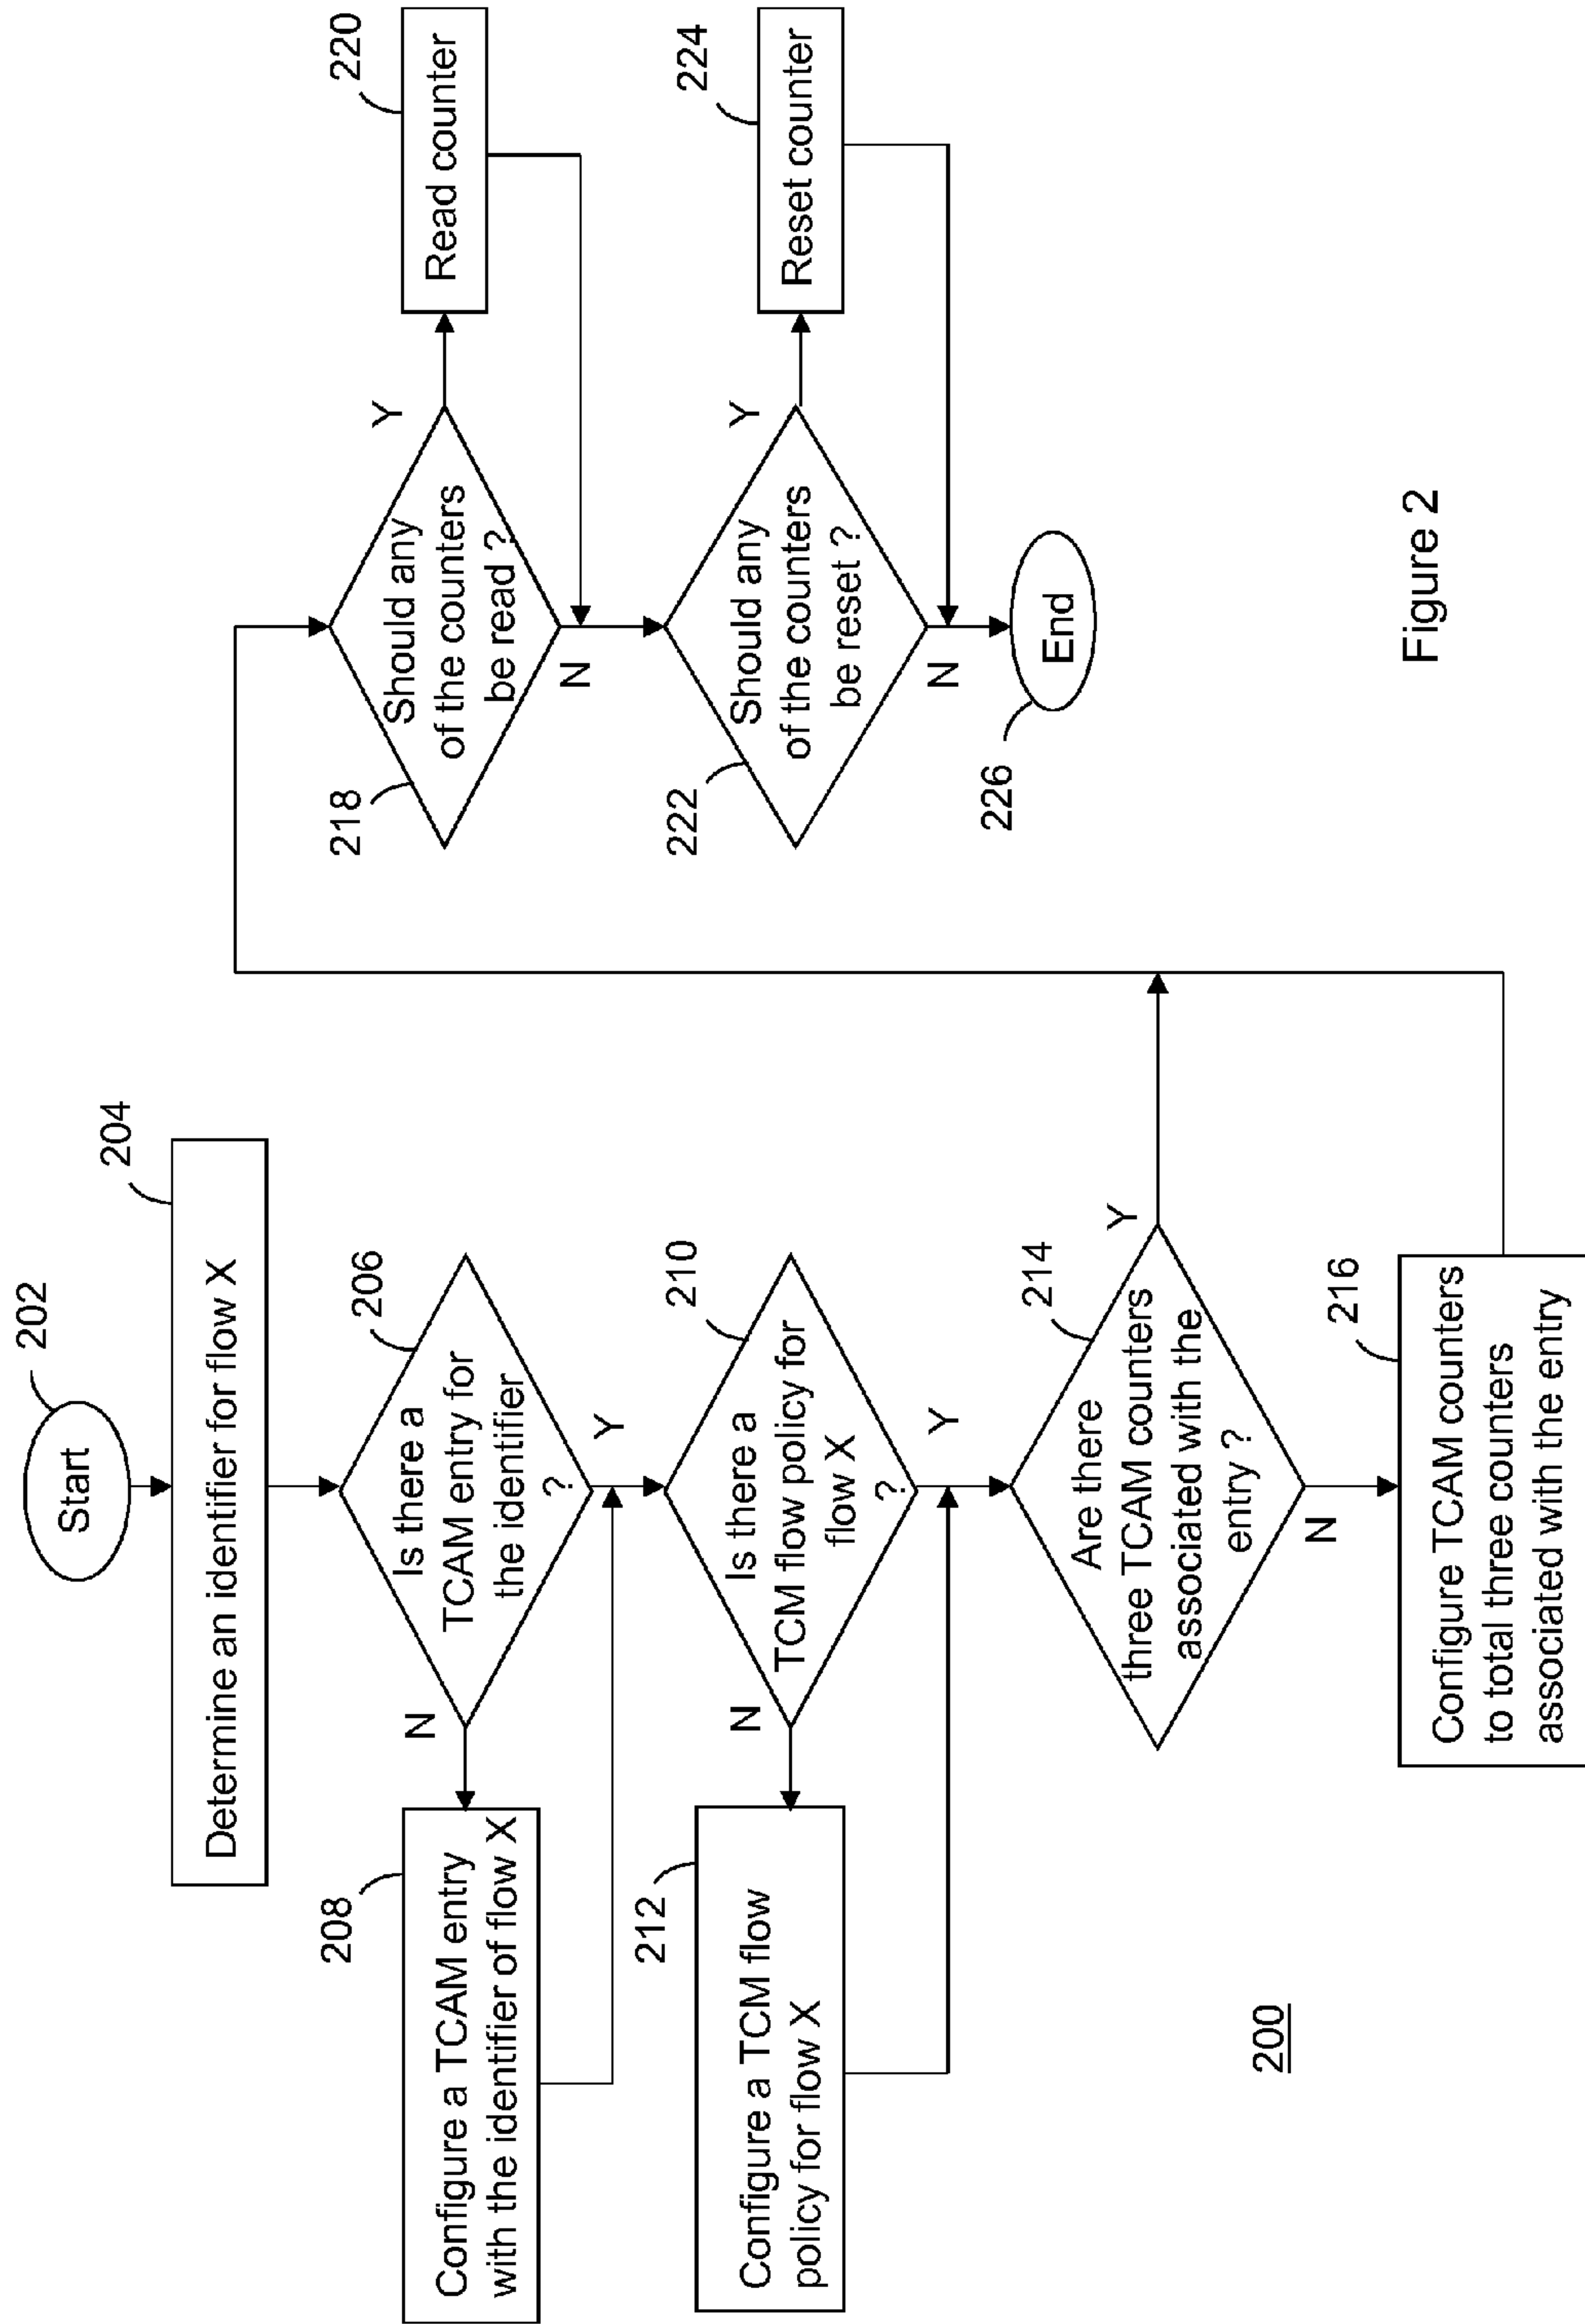 202
Start
204
Determine an identifier for flow X
206
Is there a
TCAM entry for
the identifier
?
N
Y
208
Configure a TCAM entry
with the identifier of flow X
210
Is there a
TCM flow policy for
flow X
?
N
Y
212
Configure a TCM flow
policy for flow X
214
Are there
three TCAM counters
associated with the
entry ?
Y
N
216
Configure TCAM counters
to total three counters
associated with the entry
218
Should any
of the counters
be read ?
Y
N
220
Read counter
222
Should any
of the counters
be reset ?
Y
N
224
Reset counter
226
End
200
Figure 2